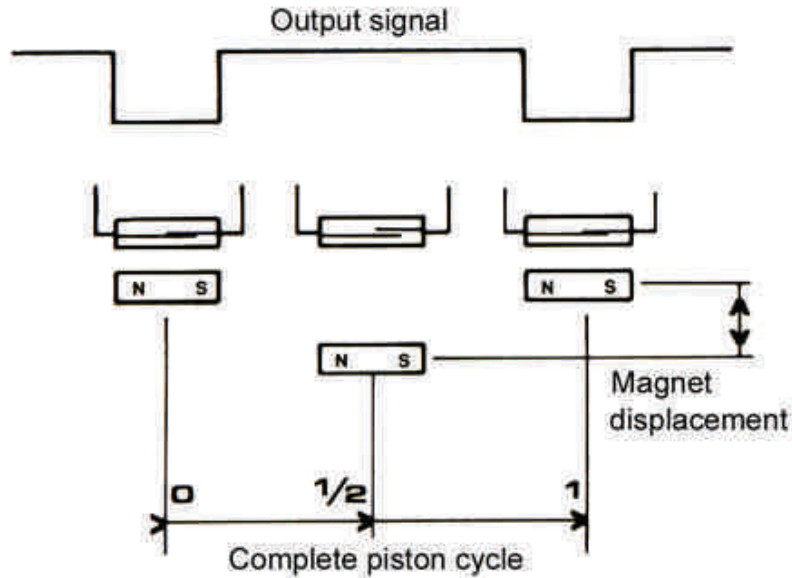 Output signal
N S
N S
N S
Magnet
displacement
0 1/2 1
Complete piston cycle